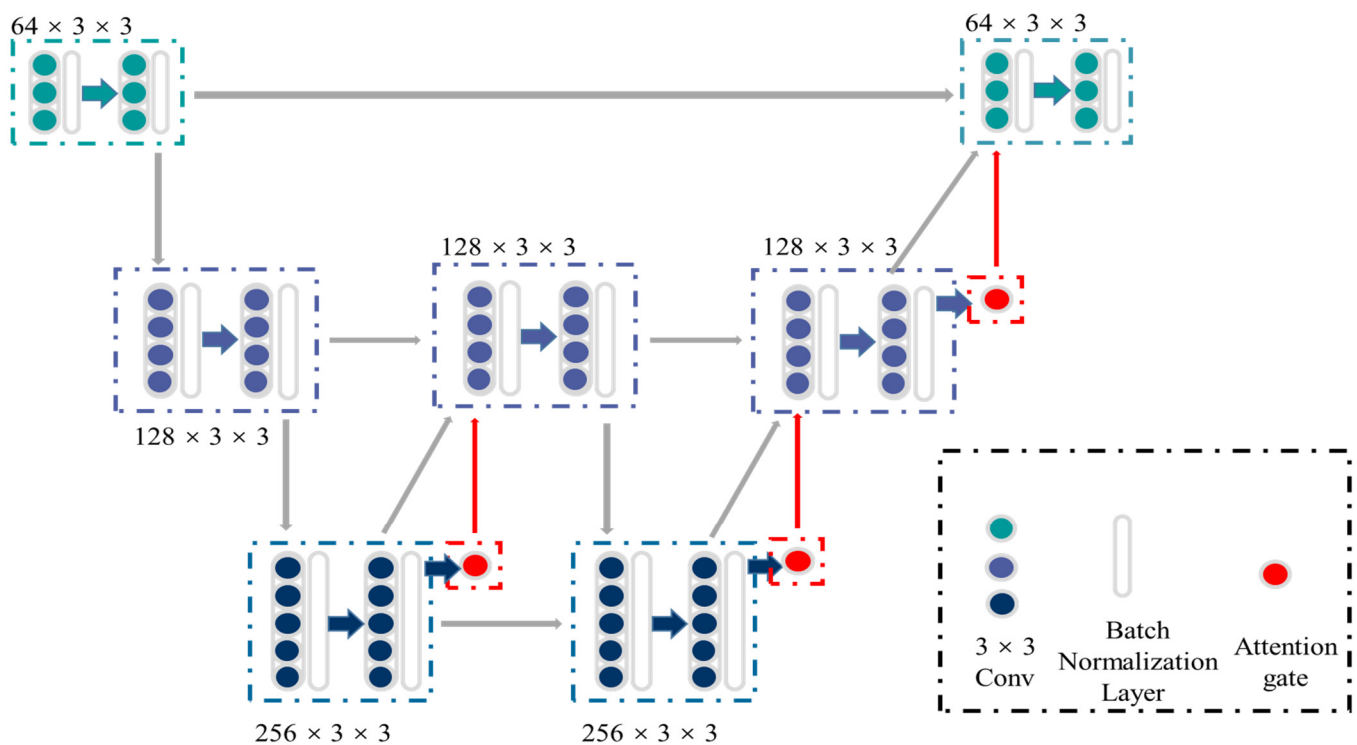 64 × 3 × 3
64 × 3 × 3
128 × 3 × 3
128 × 3 × 3
128 × 3 × 3
256 × 3 × 3
256 × 3 × 3
3 × 3
Conv
Batch
Normalization
Layer
Attention
gate